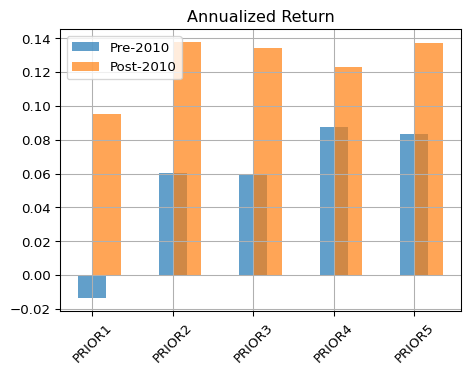 Annualized Return
Pre-2010
Post-2010
0.14
0.12
0.10
0.08
0.06
0.04
0.02
0.00
−0.02
PRIOR1
PRIOR2
PRIOR3
PRIOR4
PRIOR5